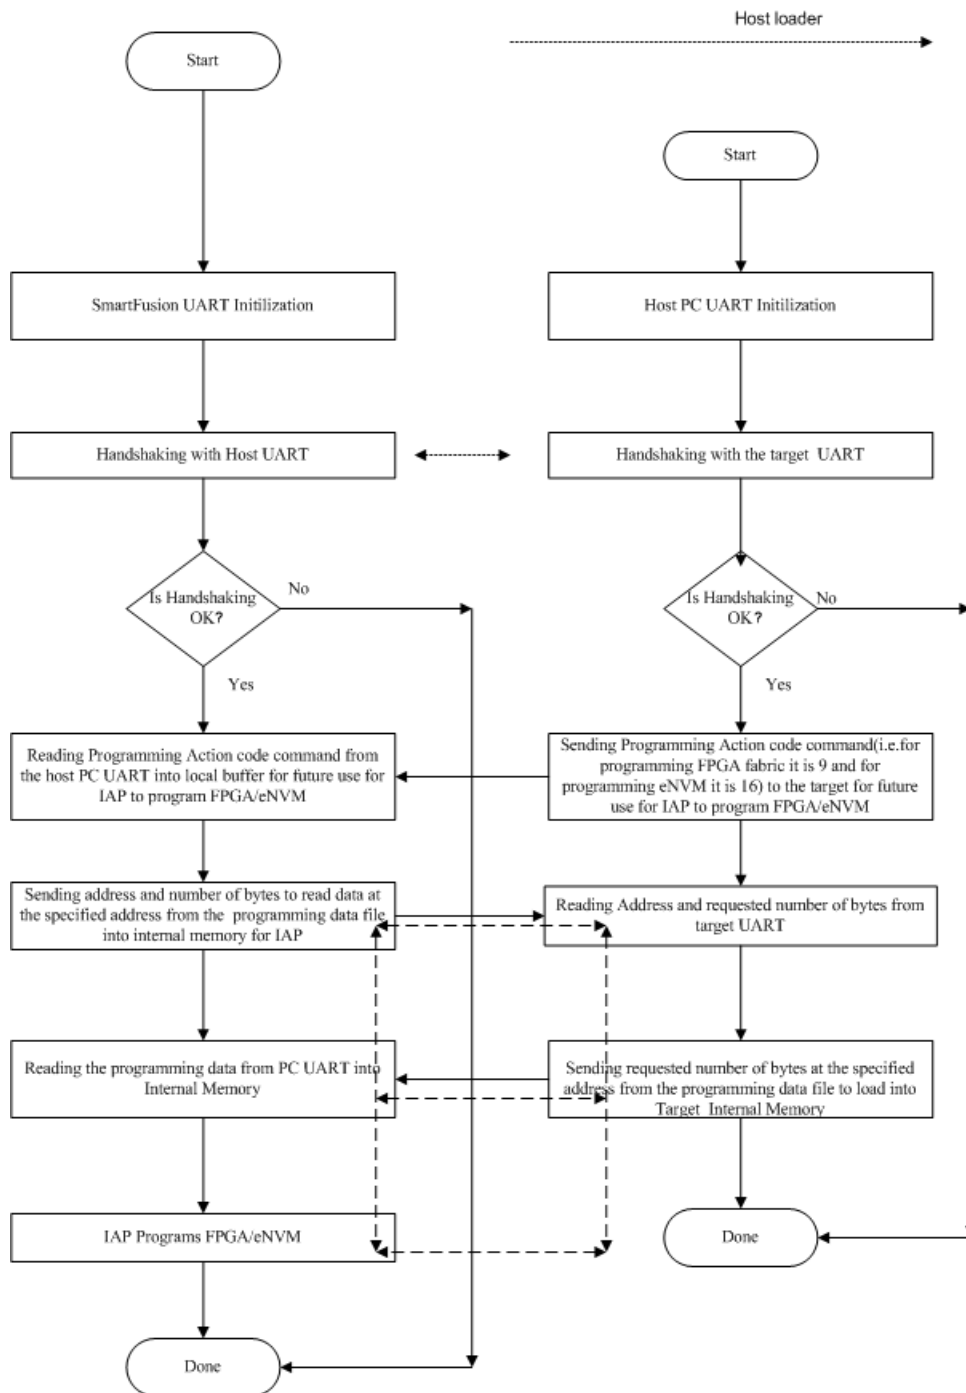 Host loader
Start
Start
SmartFusion UART Initilization
Host PC UART Initilization
Handshaking with Host UART
Handshaking with the target UART
Is Handshaking
OK?
No
Yes
Is Handshaking
OK?
No
Yes
Reading Programming Action code command from
the host PC UART into local buffer for future use for
IAP to program FPGA/eNVM
Sending Programming Action code command(i.e.for
programming FPGA fabric it is 9 and for
programming eNVM it is 16) to the target for future
use for IAP to program FPGA/eNVM
Sending address and number of bytes to read data at
the specified address from the programming data file
into internal memory for IAP
Reading Address and requested number of bytes from
target UART
Reading the programming data from PC UART into
Internal Memory
Sending requested number of bytes at the specified
address from the programming data file to load into
Target Internal Memory
IAP Programs FPGA/eNVM
Done
Done